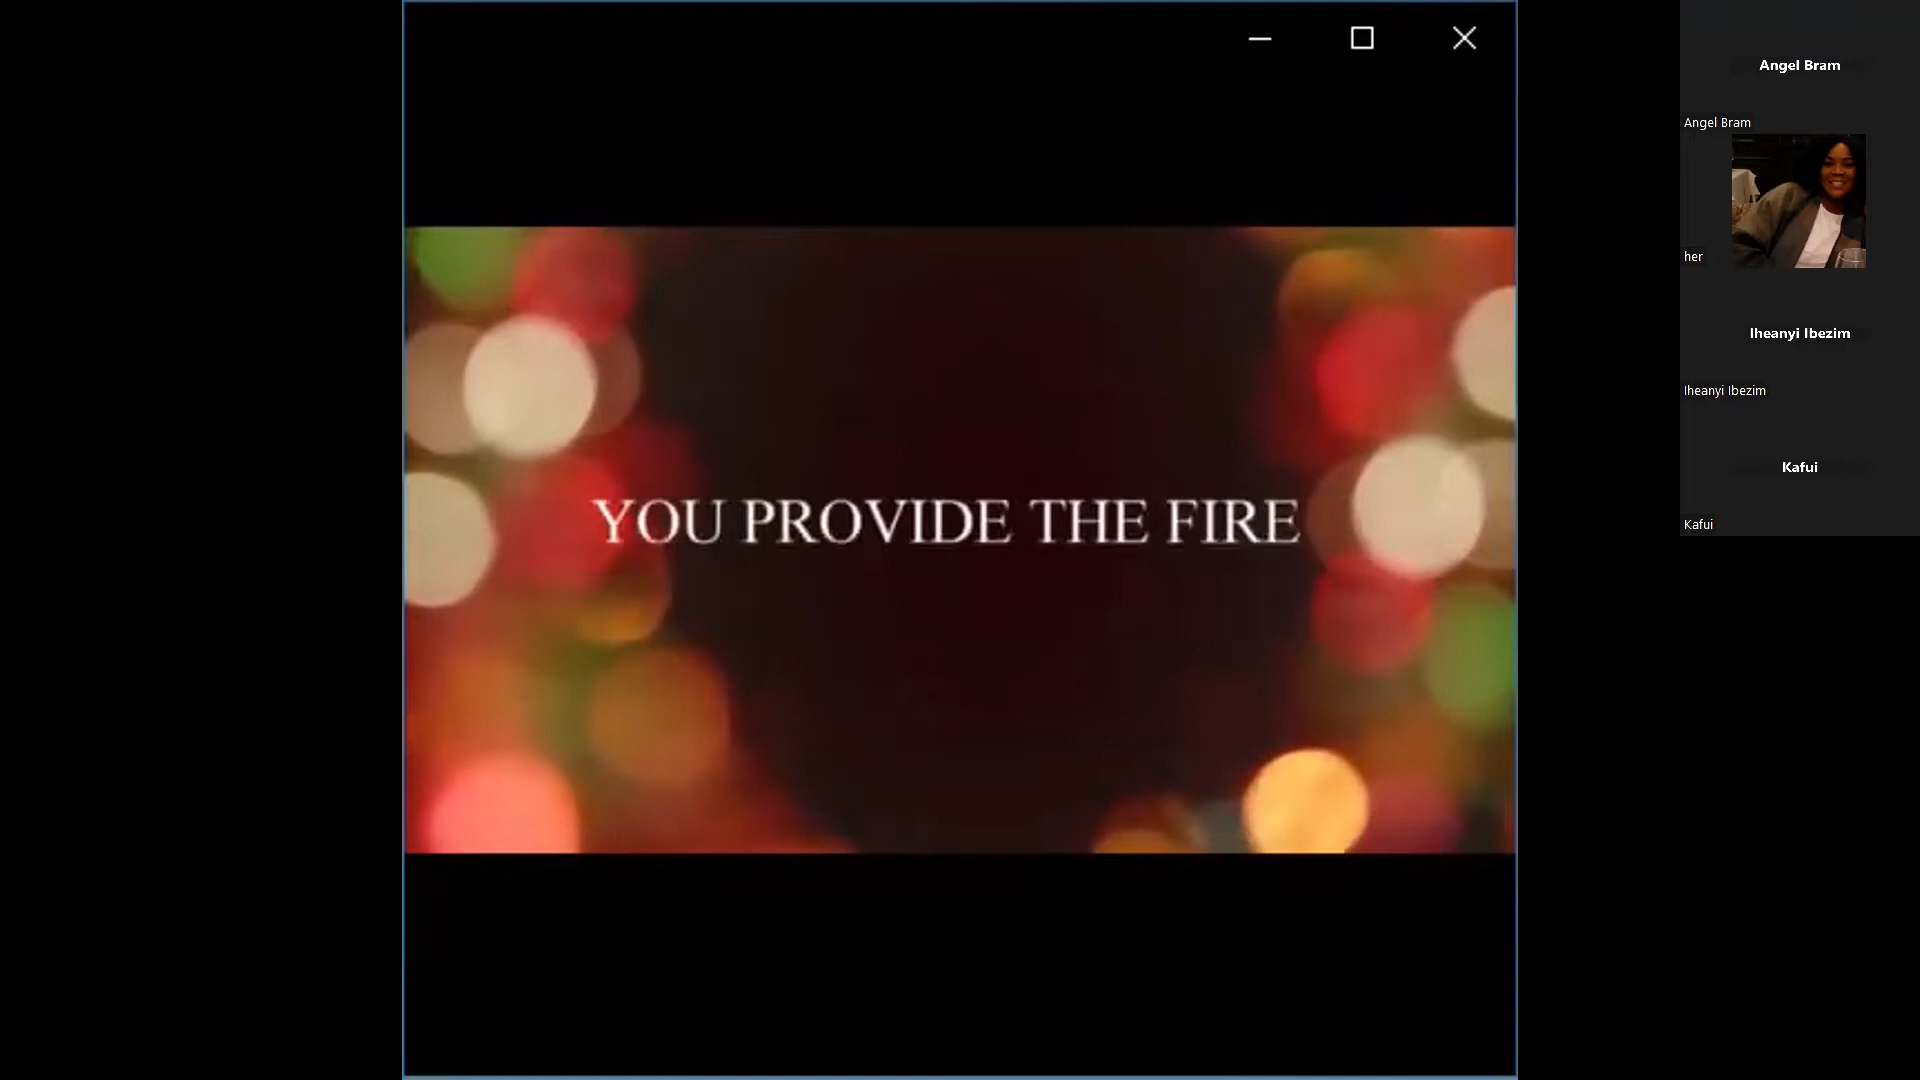 YOU PROVIDE THE FIRE
Angel Bram
Angel Bram
her
Iheanyi Ibezim
Iheanyi Ibezim
Kafui
Kafui